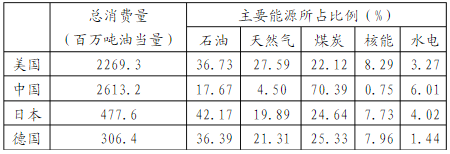 总消费量 主要能源所占比例(%)
(百万吨油当量) 石油 天然气 煤炭 核能 水电
美国 2269.3 36.73 27.59 22.12 8.29 3.27
中国 2613.2 17.67 4.50 70.39 0.75 6.01
日本 477.6 42.17 19.89 24.64 7.73 4.02
德国 306.4 36.39 21.31 25.33 7.96 1.44